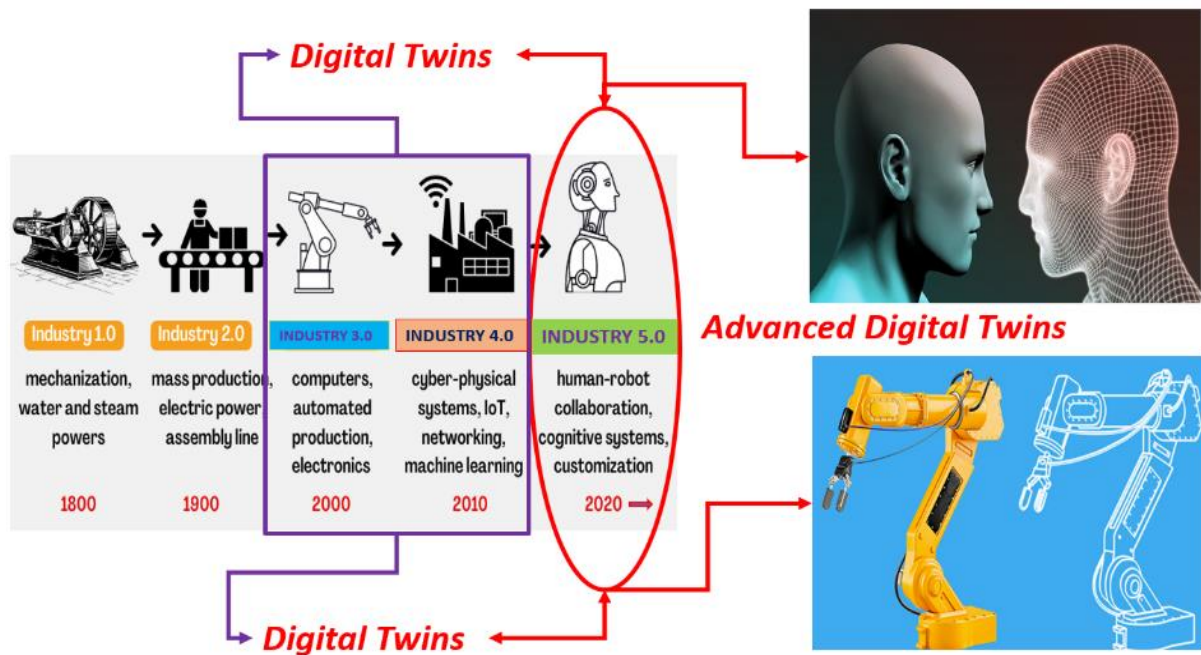 Digital Twins
Industry 1.0
mechanization,
water and steam
powers
1800
Industry 2.0
mass production,
electric power
assembly line
1900
INDUSTRY 3.0
computers,
automated
production,
electronics
2000
INDUSTRY 4.0
cyber-physical
systems, IoT,
networking,
machine learning
2010
INDUSTRY 5.0
human-robot
collaboration,
cognitive systems,
customization
2020
Advanced Digital Twins
Digital Twins